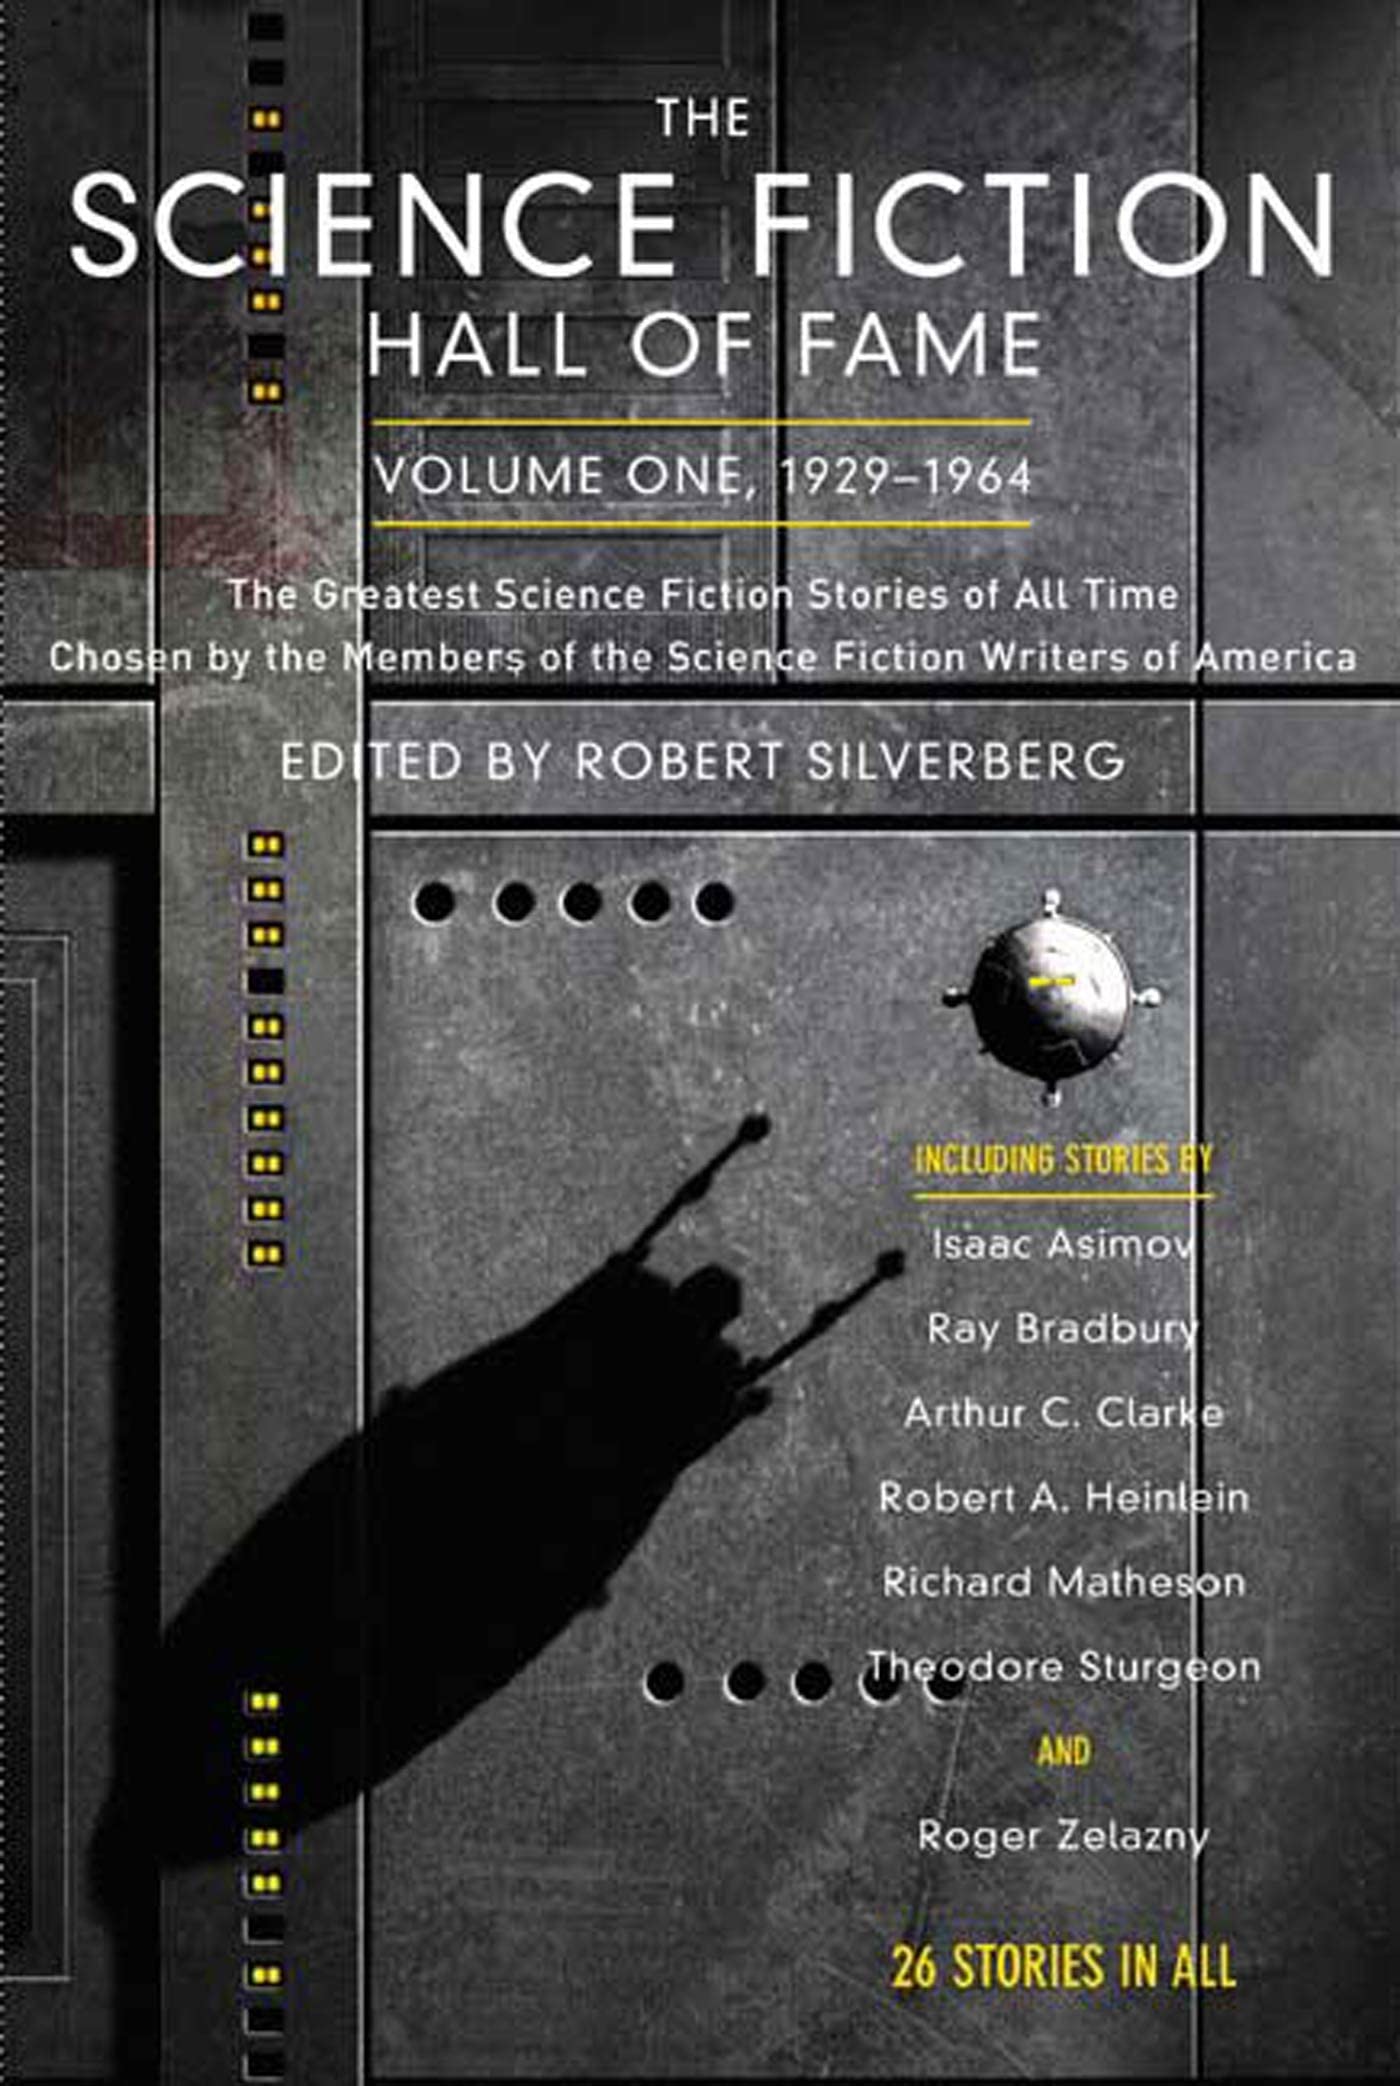 THE
SCIENCE FICTION
HALL OF FAME
VOLUME ONE, 1929–1964
The Greatest Science Fiction Stories of All Time
Chosen by the Members of the Science Fiction Writers of America
EDITED BY ROBERT SILVERBERG
INCLUDING STORIES BY
Isaac Asimov
Ray Bradbury
Arthur C. Clarke
Robert A. Heinlein
Richard Matheson
Theodore Sturgeon
AND
Roger Zelazny
26 STORIES IN ALL